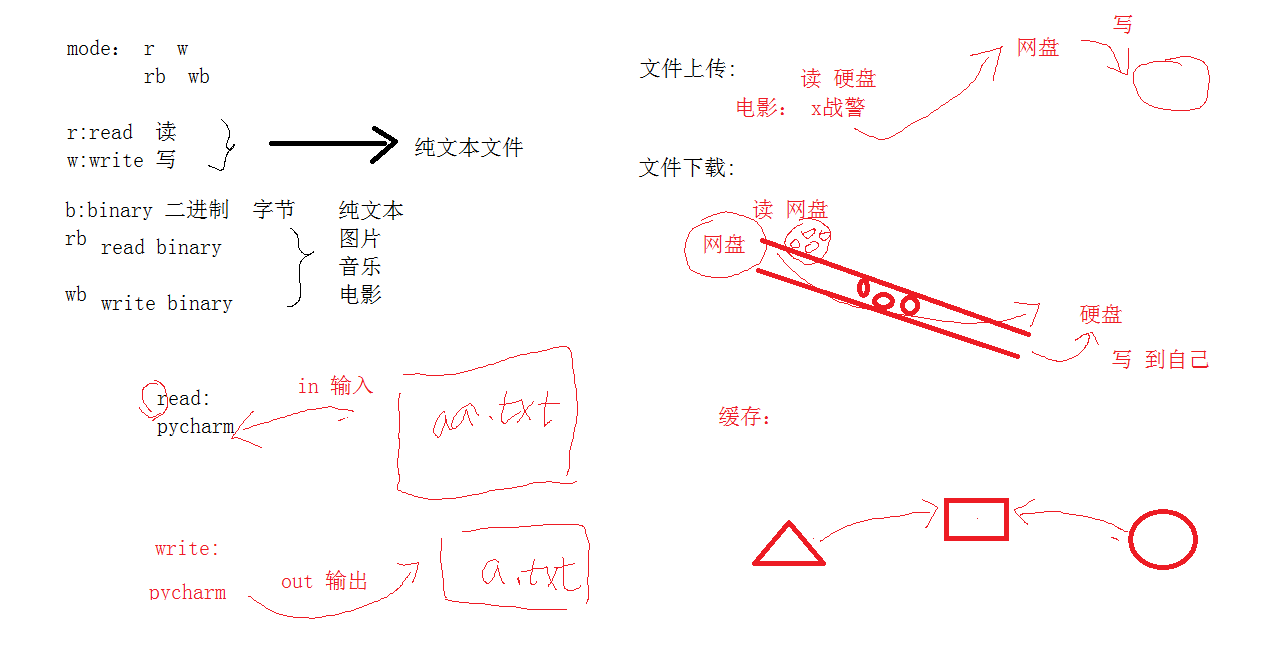 mode： r  w
rb  wb
r:read  读
w:write 写
纯文本文件
b:binary 二进制  字节
纯文本
rb
read binary
图片
音乐
wb
write binary
电影
read:
pycharm
in 输入
aa.txt
write:
pycharm
out 输出
a.txt
文件上传:
读 硬盘
电影： x战警
网盘
写
文件下载:
读 网盘
网盘
硬盘
写 到自己
缓存：